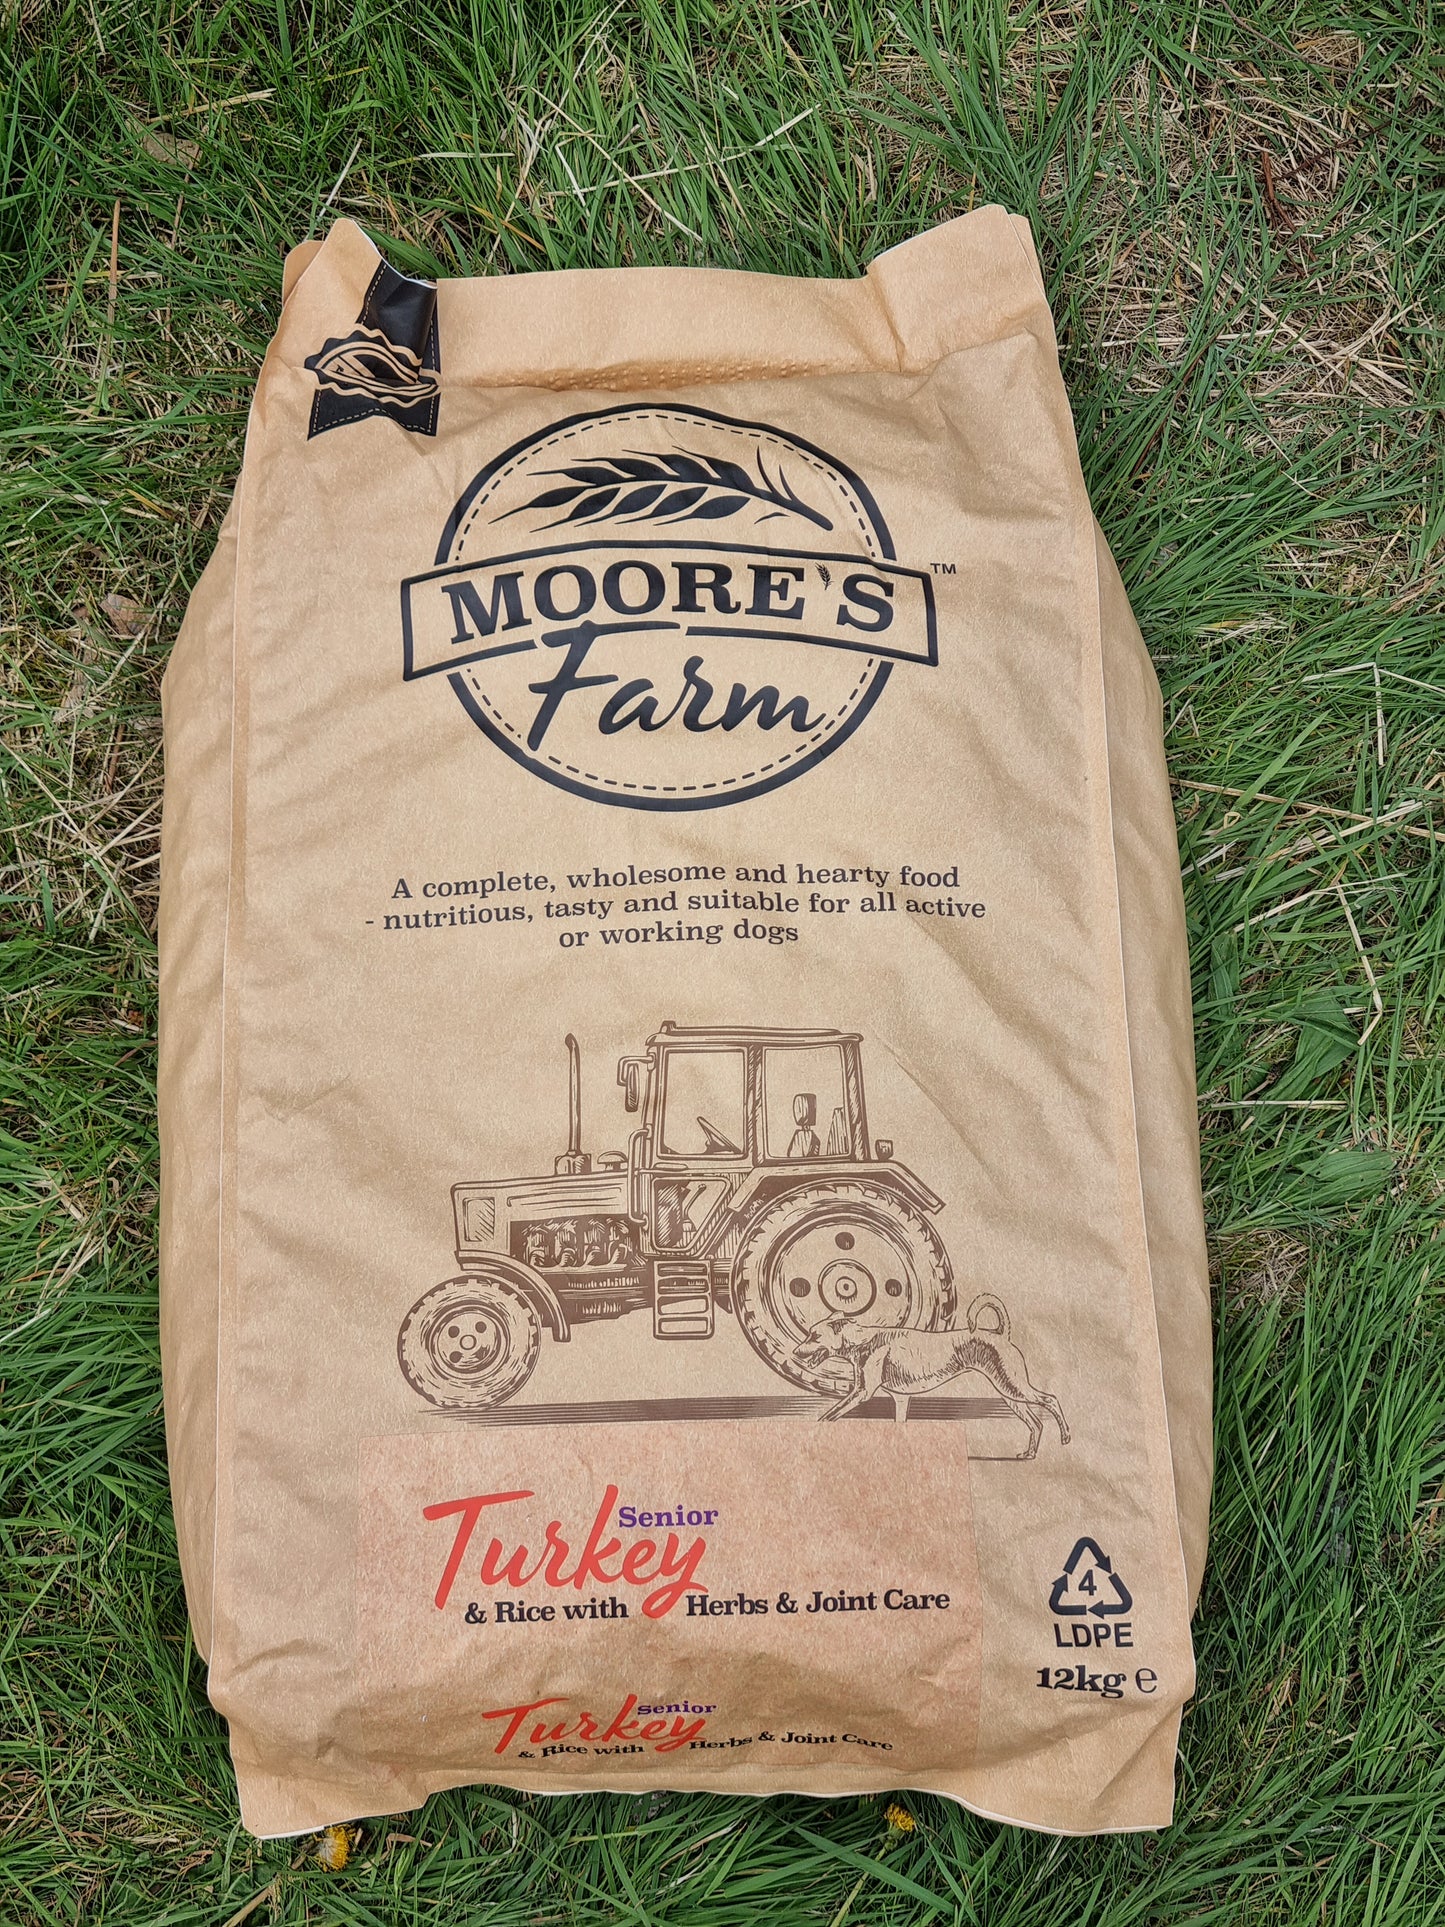 MOORE'S
Farm
™
A complete, wholesome and hearty food
- nutritious, tasty and suitable for all active
or working dogs
Senior
Turkey
& Rice with Herbs & Joint Care
4
LDPE
12kg ℮
Senior
Turkey
& Rice with Herbs & Joint Care